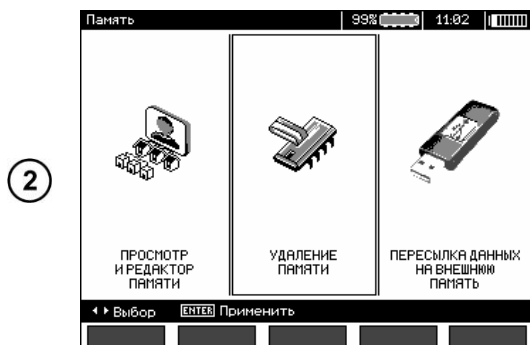 Память 99% 11:02
2
ПРОСМОТР
И РЕДАКТОР
ПАМЯТИ
УДАЛЕНИЕ
ПАМЯТИ
ПЕРЕСЫЛКА ДАННЫХ
НА ВНЕШНЮЮ
ПАМЯТЬ
Выбор ENTER Применить